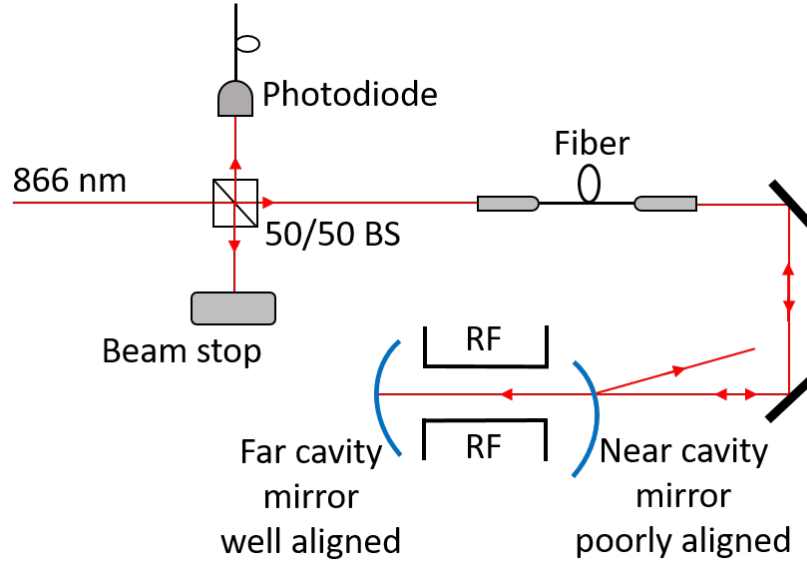 Photodiode
866 nm
50/50 BS
Fiber
Beam stop
RF
RF
Far cavity
mirror
well aligned
Near cavity
mirror
poorly aligned